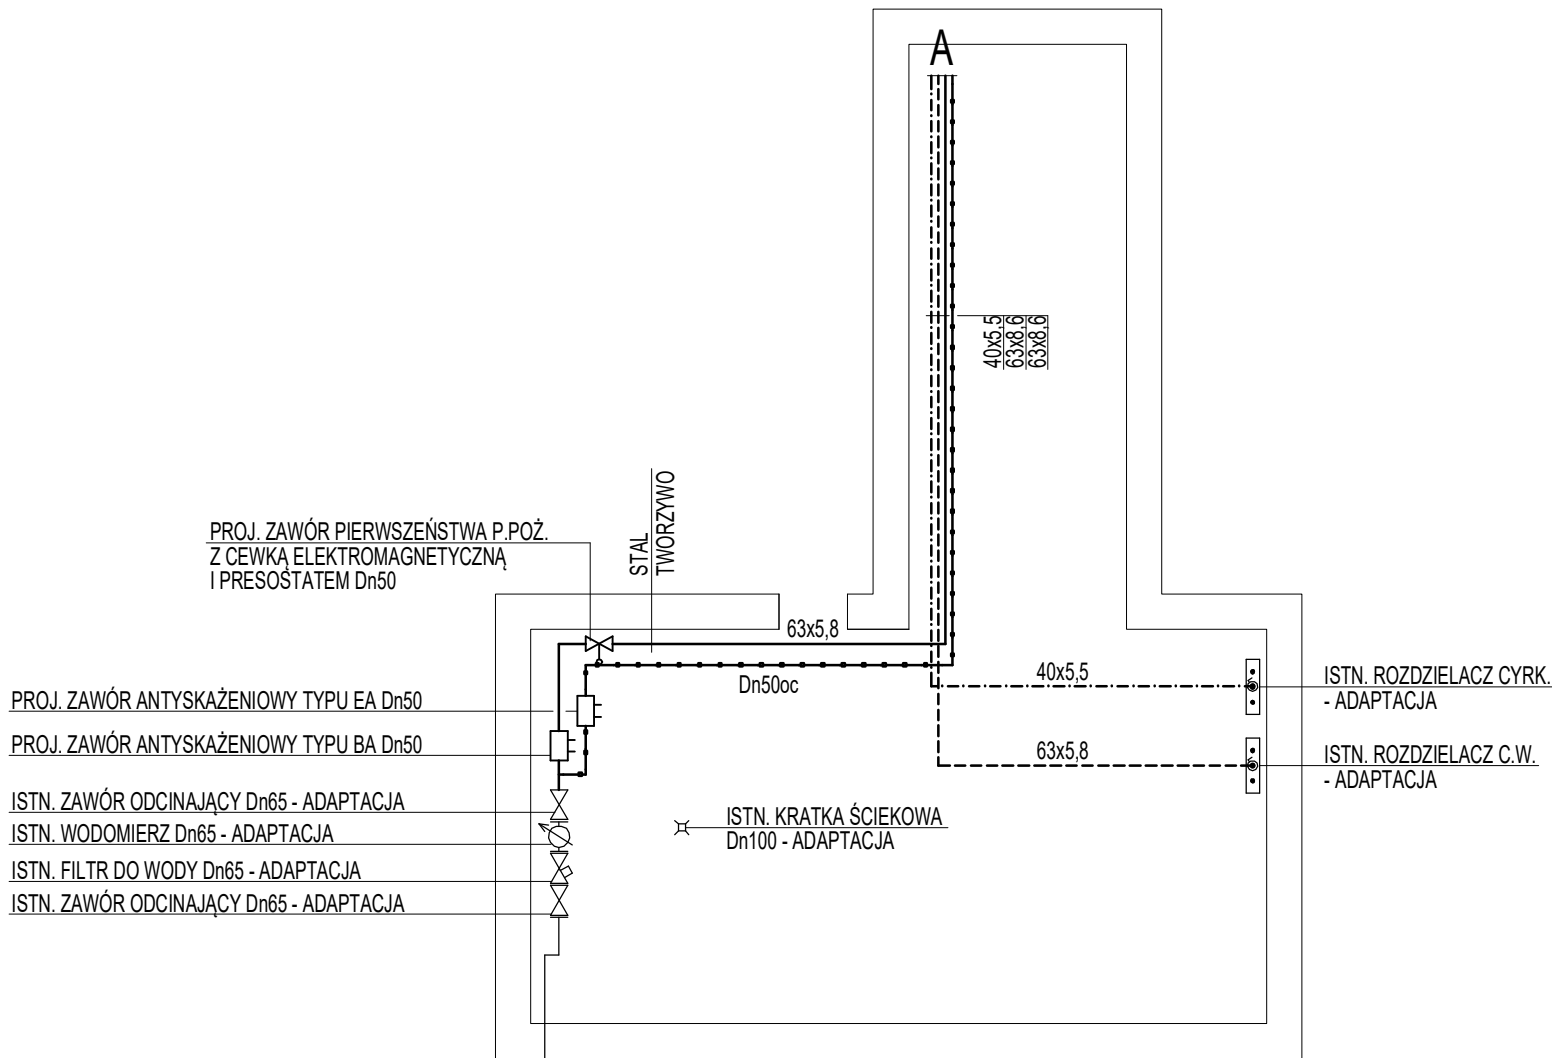 A
40x5,5
63x8,6
63x8,6
STAL
TWORZYWO
PROJ. ZAWÓR PIERWSZEŃSTWA P.POŻ.
Z CEWKĄ ELEKTROMAGNETYCZNĄ
I PRESOSTATEM Dn50
63x5,8
Dn50oc
40x5,5
ISTN. ROZDZIELACZ CYRK.
- ADAPTACJA
PROJ. ZAWÓR ANTYSKAŻENIOWY TYPU EA Dn50
PROJ. ZAWÓR ANTYSKAŻENIOWY TYPU BA Dn50
63x5,8
ISTN. ROZDZIELACZ C.W.
- ADAPTACJA
ISTN. ZAWÓR ODCINAJĄCY Dn65 - ADAPTACJA
ISTN. WODOMIERZ Dn65 - ADAPTACJA
ISTN. FILTR DO WODY Dn65 - ADAPTACJA
ISTN. ZAWÓR ODCINAJĄCY Dn65 - ADAPTACJA
ISTN. KRATKA ŚCIEKOWA
Dn100 - ADAPTACJA